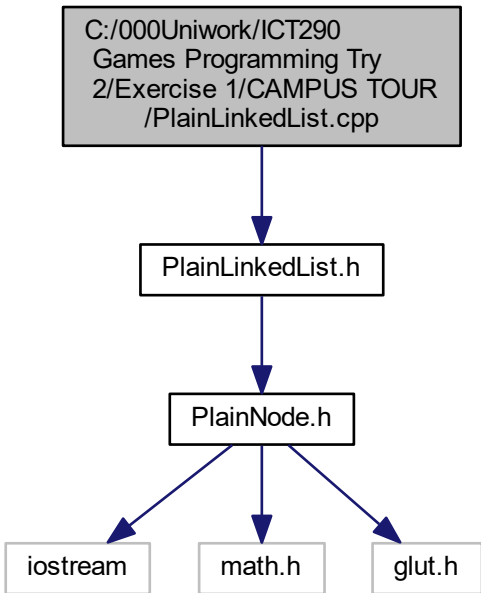 C:/000Uniwork/ICT290
Games Programming Try
2/Exercise 1/CAMPUS TOUR
/PlainLinkedList.cpp
PlainLinkedList.h
PlainNode.h
iostream
math.h
glut.h